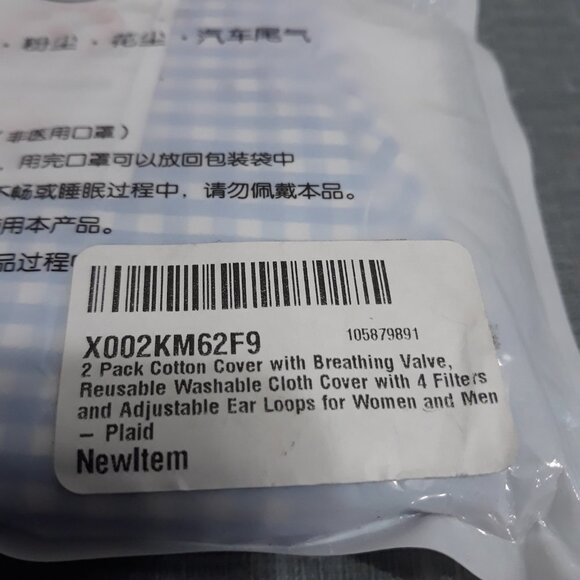 · 粉尘 · 花尘 · 汽车尾气
(非医用口罩)
用完口罩可以放回包装袋中
不畅或睡眠过程中，请勿佩戴本品。
使用本产品。
品过程中
X002KM62F9
105879891
2 Pack Cotton Cover with Breathing Valve,
Reusable Washable Cloth Cover with 4 Filters
and Adjustable Ear Loops for Women and Men
– Plaid
NewItem